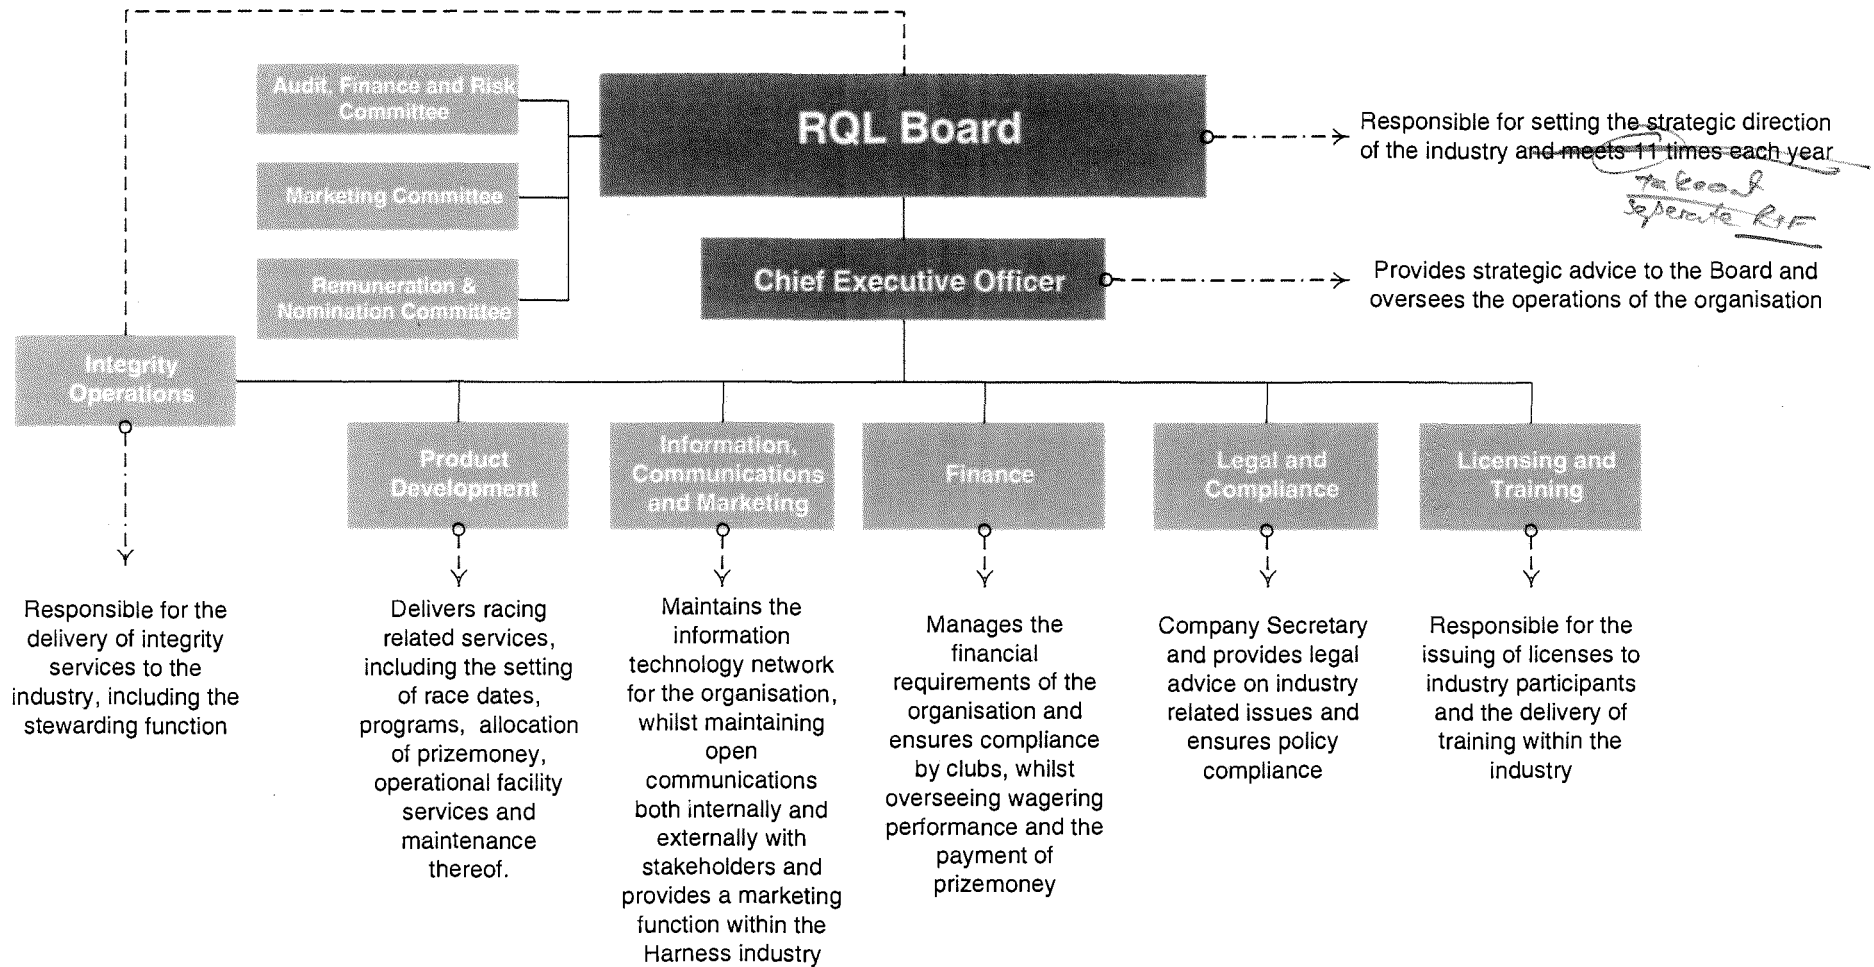 Audit, Finance and Risk
Committee
Marketing Committee
Remuneration &
Nomination Committee
RQL Board
Responsible for setting the strategic direction
of the industry and meets 11 times each year
take out
seperate
Chief Executive Officer
Provides strategic advice to the Board and
oversees the operations of the organisation
Integrity
Operations
Responsible for the
delivery of integrity
services to the
industry, including the
stewarding function
Product
Development
Delivers racing
related services,
including the setting
of race dates,
programs, allocation
of prizemoney,
operational facility
services and
maintenance
thereof.
Information,
Communications
and Marketing
Maintains the
information
technology network
for the organisation,
whilst maintaining
open
communications
both internally and
externally with
stakeholders and
provides a marketing
function within the
Harness industry
Finance
Manages the
financial
requirements of the
organisation and
ensures compliance
by clubs, whilst
overseeing wagering
performance and the
payment of
prizemoney
Legal and
Compliance
Company Secretary
and provides legal
advice on industry
related issues and
ensures policy
compliance
Licensing and
Training
Responsible for the
issuing of licenses to
industry participants
and the delivery of
training within the
industry